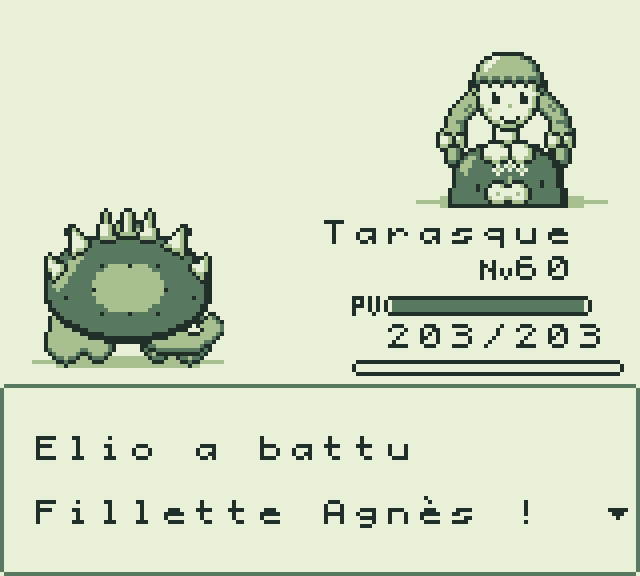 Tarasque
Nv60
PV
203/203
Elio a battu
Fillette Agnès !